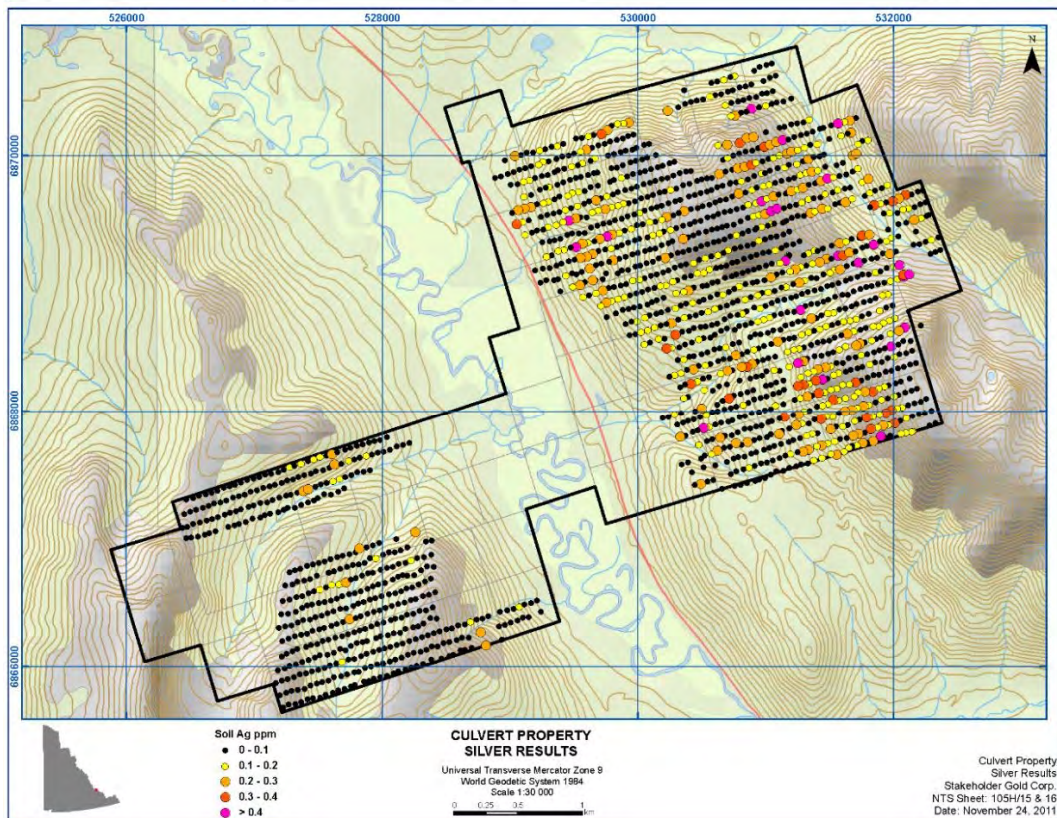 526000 528000 530000 532000
N
6870000
6868000
6866000
Soil Ag ppm
0 - 0.1
0.1 - 0.2
0.2 - 0.3
0.3 - 0.4
> 0.4
CULVERT PROPERTY
SILVER RESULTS
Universal Transverse Mercator Zone 9
World Geodetic System 1984
Scale 1:30 000
0 0.25 0.5 1
km
Culvert Property
Silver Results
Stakeholder Gold Corp.
NTS Sheet: 105H/15 & 16
Date: November 24, 2011